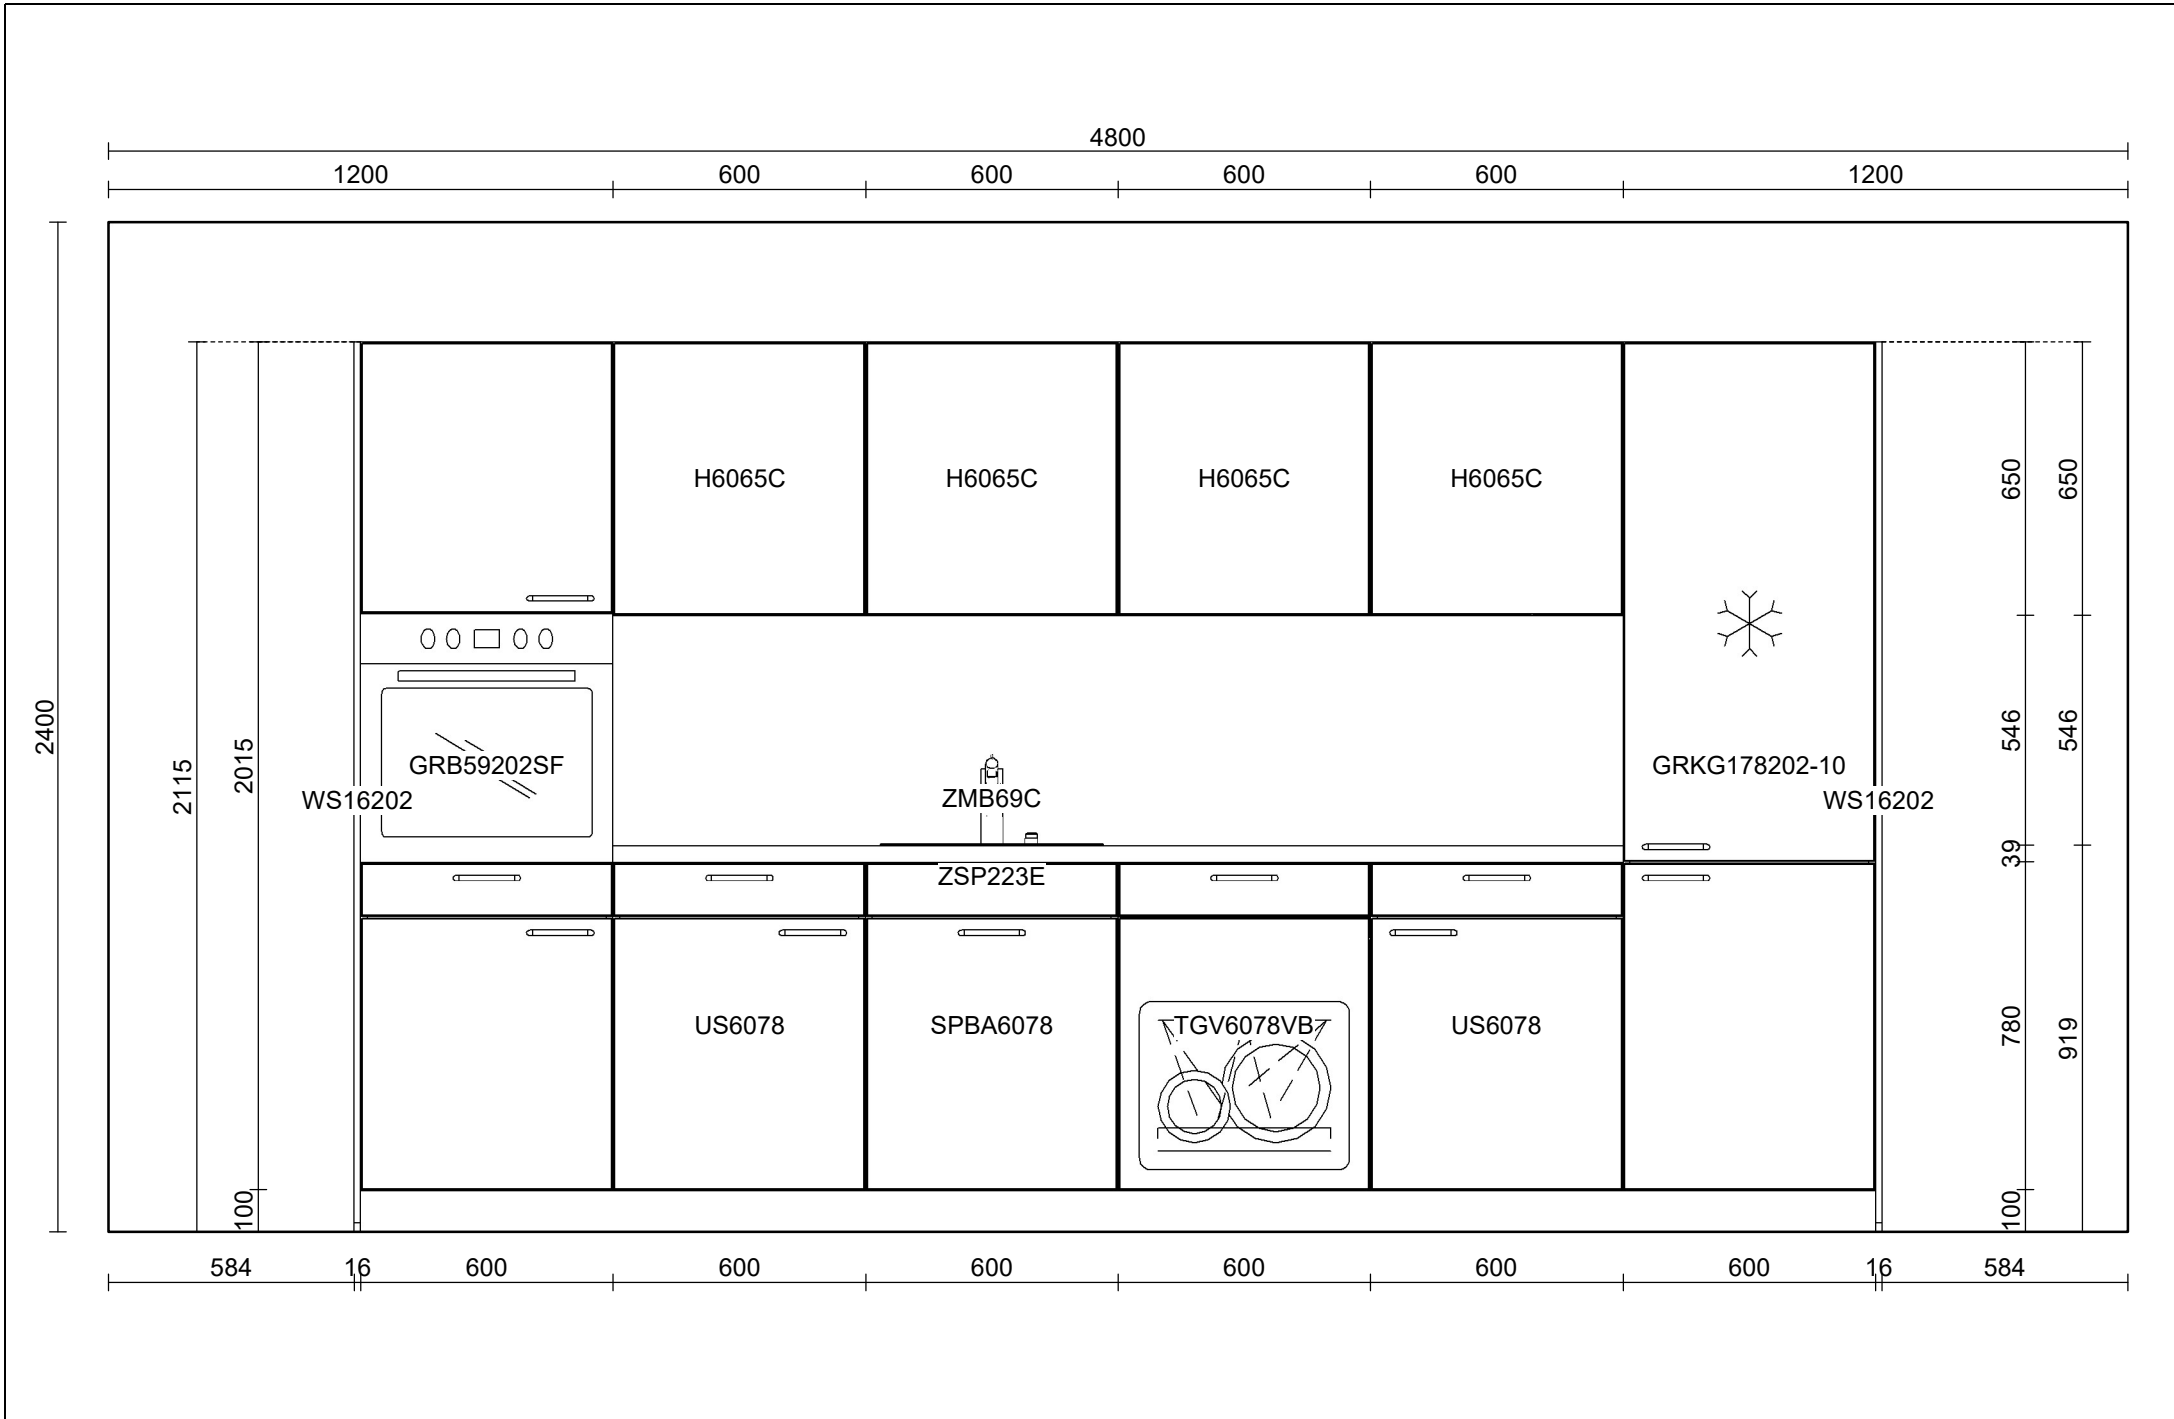 4800
1200 600 600 600 600 1200
H6065C H6065C H6065C H6065C
650 650
2400
2115
2015
546 546
GRB59202SF GRKG178202-10
WS16202 ZMB69C WS16202
39
ZSP223E
US6078 SPBA6078 TGV6078VB US6078
780 919
100 100
584 16 600 600 600 600 600 600 16 584